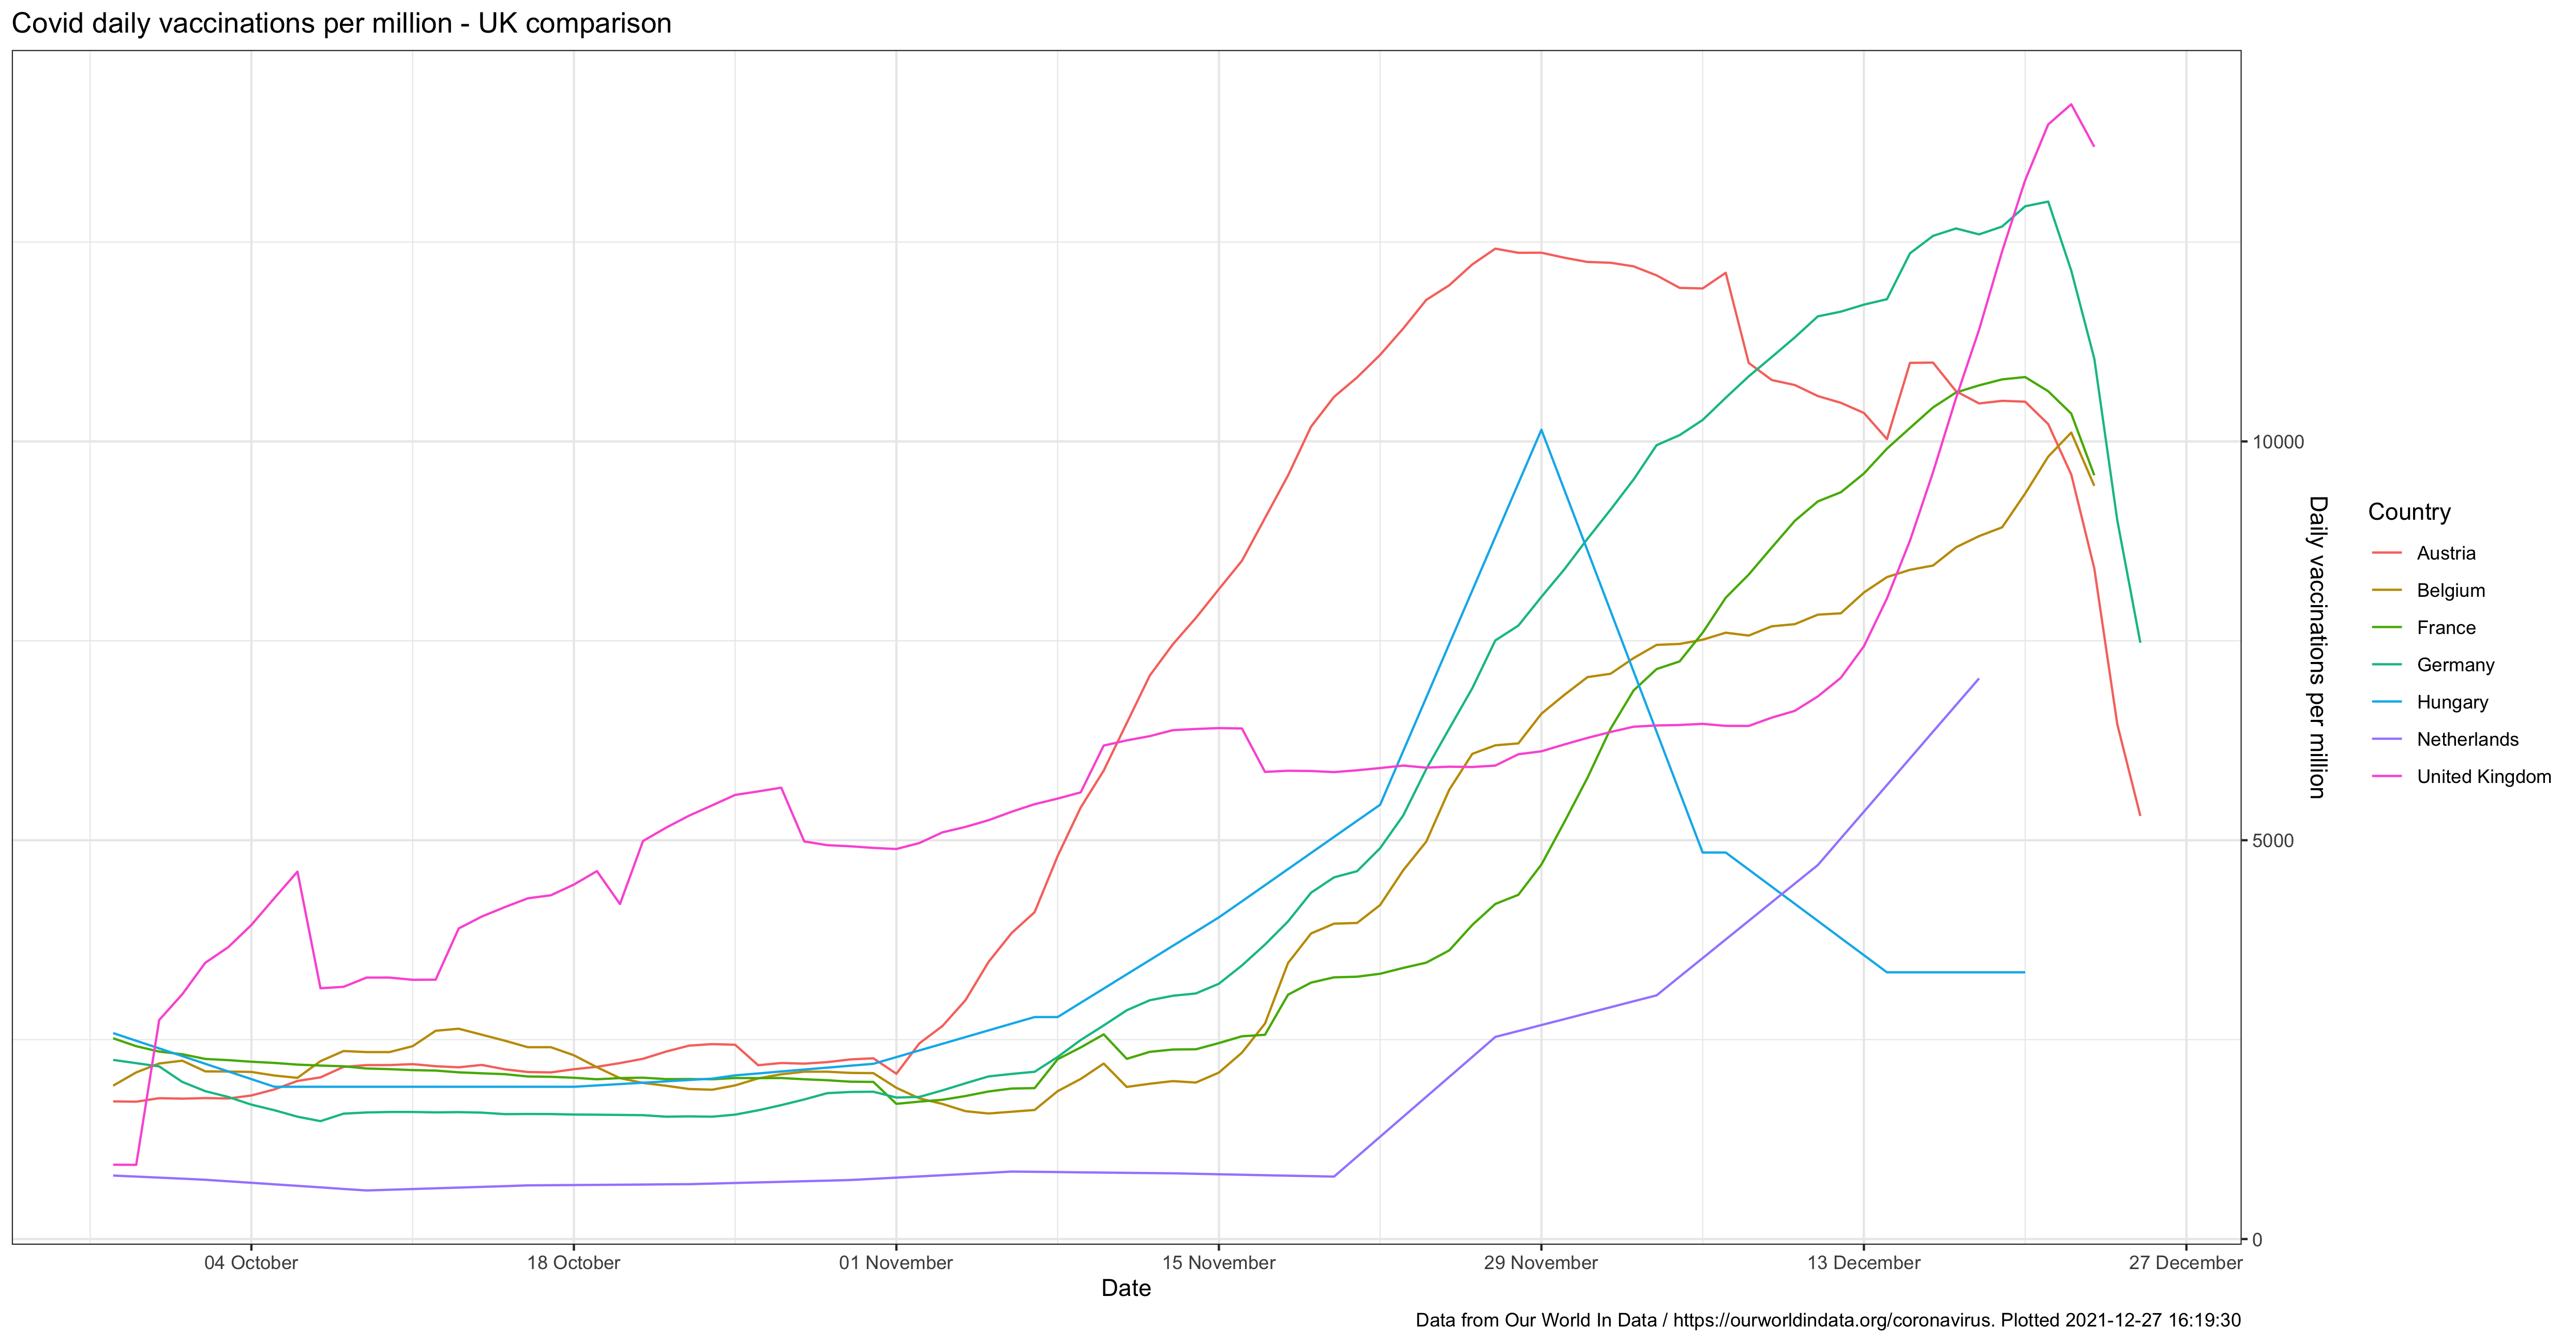 Covid daily vaccinations per million - UK comparison
10000
5000
0
Daily vaccinations per million
Country
Austria
Belgium
France
Germany
Hungary
Netherlands
United Kingdom
04 October
18 October
01 November
15 November
29 November
13 December
27 December
Date
Data from Our World In Data / https://ourworldindata.org/coronavirus. Plotted 2021-12-27 16:19:30